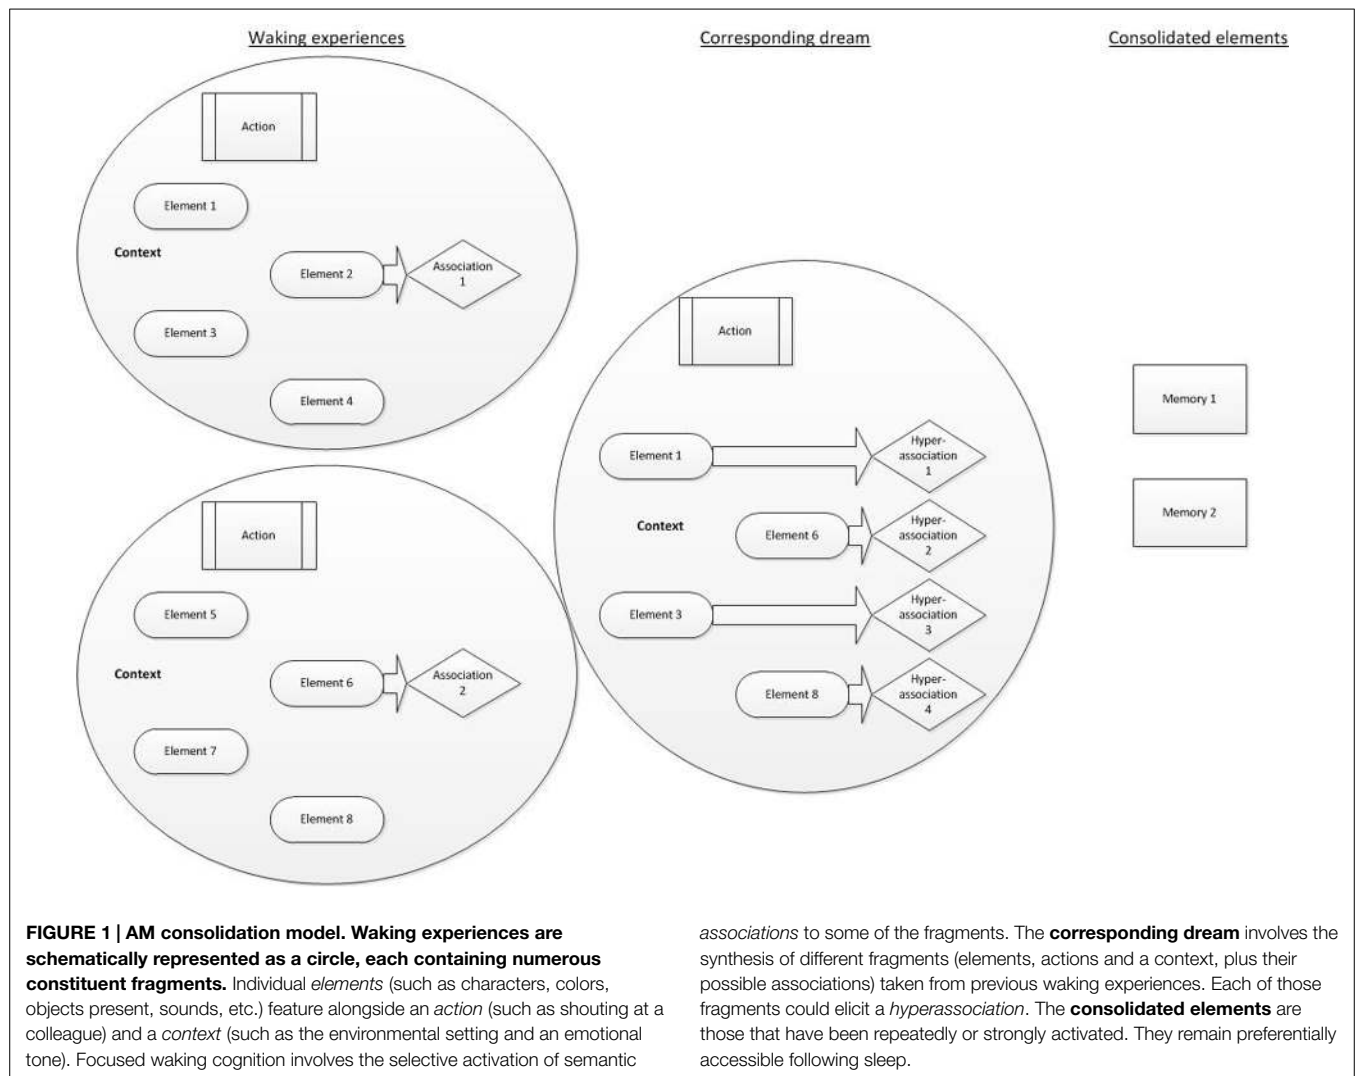 Waking experiences
Corresponding dream
Consolidated elements
Action
Element 1
Context
Element 2
Association
1
Element 3
Element 4
Action
Element 5
Context
Element 6
Association
2
Element 7
Element 8
Action
Element 1
Hyper-
association
1
Context
Element 6
Hyper-
association
2
Element 3
Hyper-
association
3
Element 8
Hyper-
association
4
Memory 1
Memory 2
FIGURE 1 | AM consolidation model. Waking experiences are
schematically represented as a circle, each containing numerous
constituent fragments. Individual elements (such as characters, colors,
objects present, sounds, etc.) feature alongside an action (such as shouting at a
colleague) and a context (such as the environmental setting and an emotional
tone). Focused waking cognition involves the selective activation of semantic
associations to some of the fragments. The corresponding dream involves the
synthesis of different fragments (elements, actions and a context, plus their
possible associations) taken from previous waking experiences. Each of those
fragments could elicit a hyperassociation. The consolidated elements are
those that have been repeatedly or strongly activated. They remain preferentially
accessible following sleep.